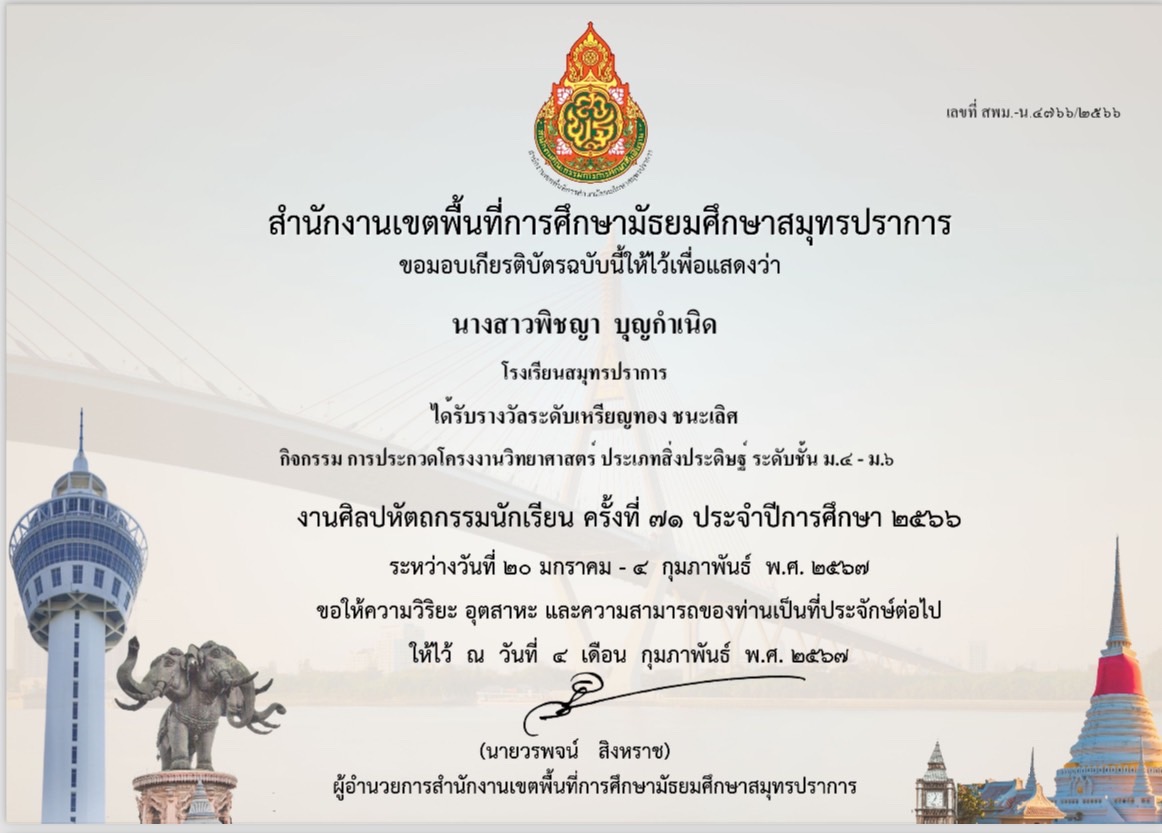 เลขที่ สพม.-น.๔๗๖๖/๒๕๖๖
สำนักงานเขตพื้นที่การศึกษามัธยมศึกษาสมุทรปราการ
ขอมอบเกียรติบัตรฉบับนี้ให้ไว้เพื่อแสดงว่า
นางสาวพิชญา บุญกำเนิด
โรงเรียนสมุทรปราการ
ได้รับรางวัลระดับเหรียญทอง ชนะเลิศ
กิจกรรม การประกวดโครงงานวิทยาศาสตร์ ประเภทสิ่งประดิษฐ์ ระดับชั้น ม.๔ - ม.๖
งานศิลปหัตถกรรมนักเรียน ครั้งที่ ๗๑ ประจำปีการศึกษา ๒๕๖๖
ระหว่างวันที่ ๒๐ มกราคม - ๔ กุมภาพันธ์ พ.ศ. ๒๕๖๗
ขอให้ความวิริยะ อุตสาหะ และความสามารถของท่านเป็นที่ประจักษ์ต่อไป
ให้ไว้ ณ วันที่ ๔ เดือน กุมภาพันธ์ พ.ศ. ๒๕๖๗
(นายวรพจน์ สิงหราช)
ผู้อำนวยการสำนักงานเขตพื้นที่การศึกษามัธยมศึกษาสมุทรปราการ